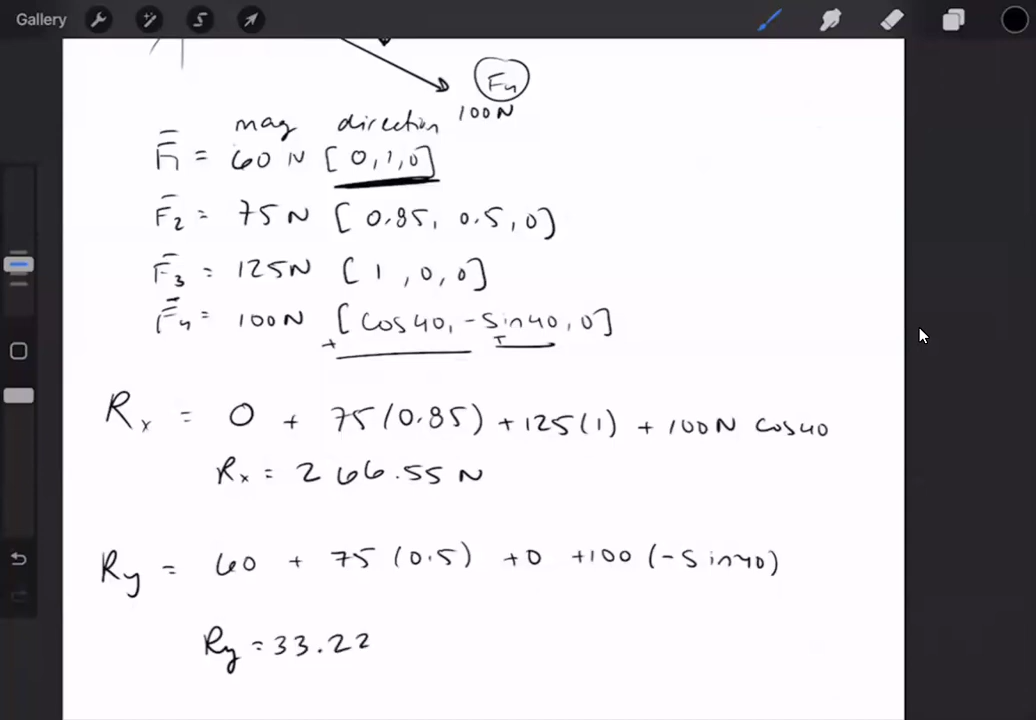 Gallery
F4
100N
mag direction
F1 = 60 N [0,1,0]
F2 = 75N [0.85, 0.5, 0]
F3 = 125N [1, 0, 0]
F4 = 100N [cos40, -sin40, 0]
+ +
Rx = 0 + 75(0.85) + 125(1) + 100N cos40
Rx = 266.55 N
Ry = 60 + 75 (0.5) + 0 + 100 (-sin40)
Ry = 33.22